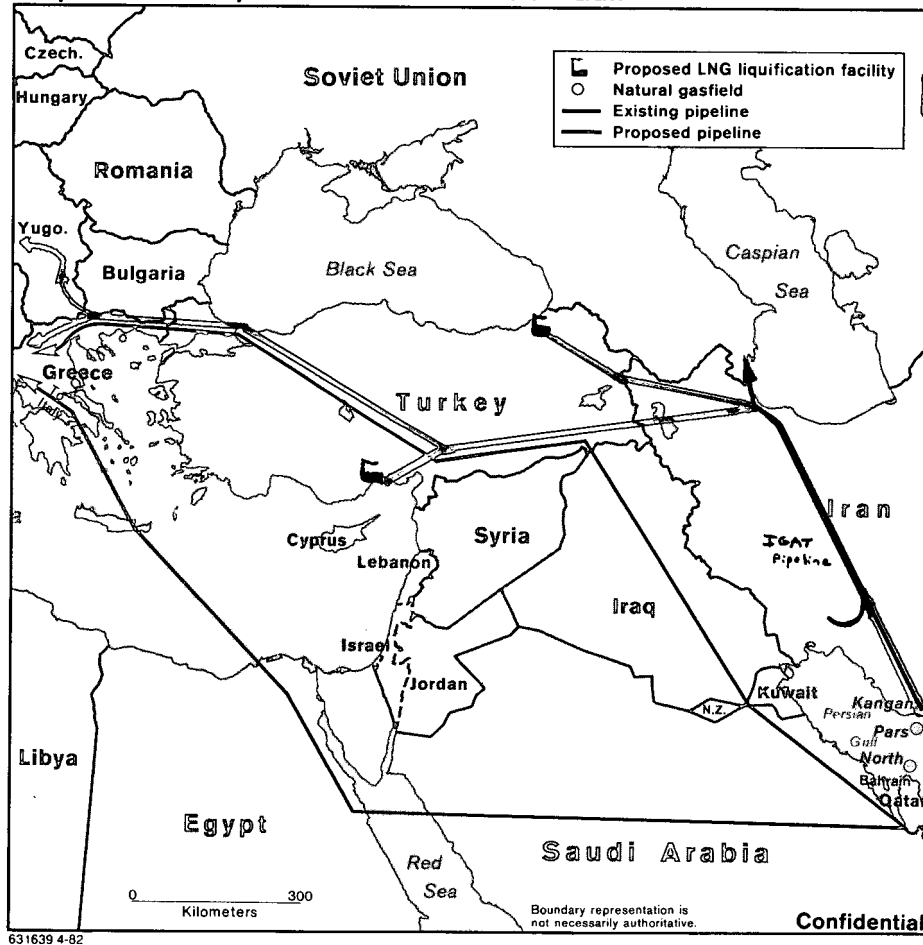 Czech.
Soviet Union
Hungary
Proposed LNG liquification facility
Natural gasfield
Existing pipeline
Proposed pipeline
Romania
Yugo.
Bulgaria
Black Sea
Caspian
Sea
Greece
To
Italy
Turkey
Iran
IGAT
Pipeline
Cyprus
Syria
Lebanon
Iraq
Israel
Jordan
Kuwait
N.Z.
Kangan
Persian
Gulf
Pars
North
Bahrain
Qatar
Libya
Egypt
Saudi Arabia
Red
Sea
0 300
Kilometers
Boundary representation is
not necessarily authoritative.
Confidential
631639 4-82